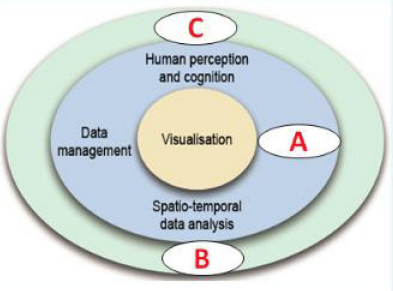 C
Human perception
and cognition
Data
management
Visualisation
A
Spatio-temporal
data analysis
B